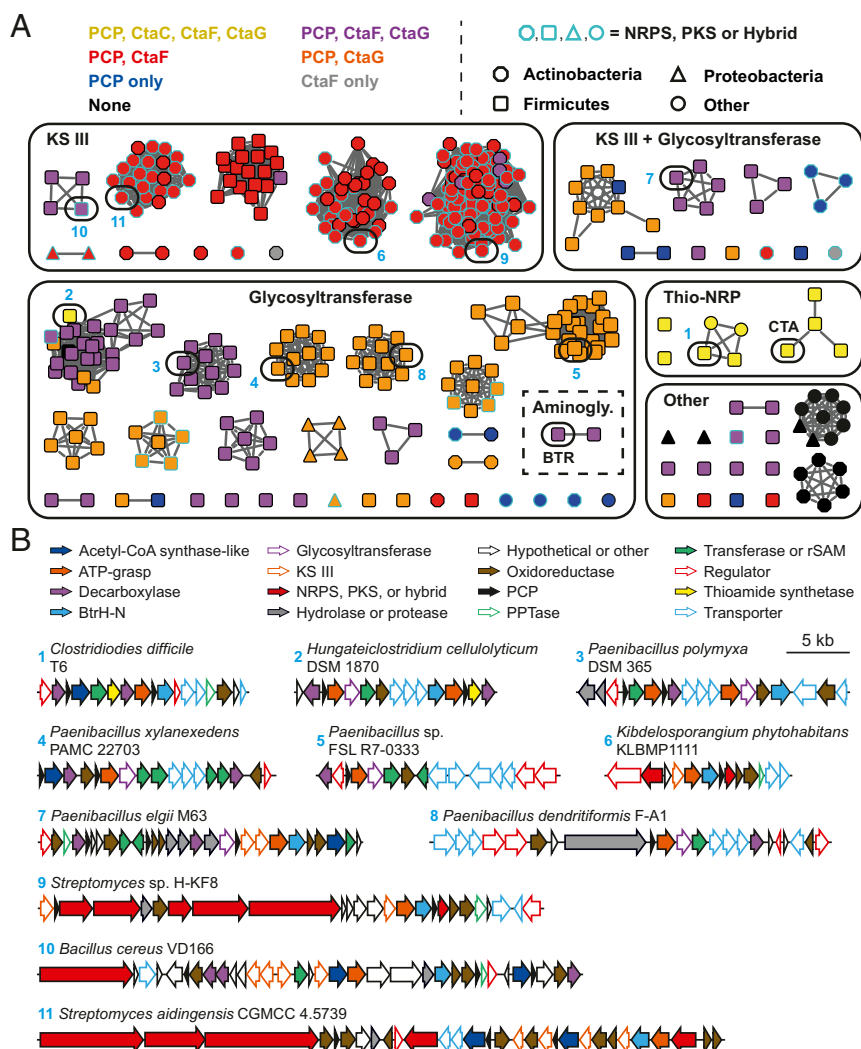 A
PCP, CtaC, CtaF, CtaG
PCP, CtaF, CtaG
PCP, CtaF
PCP, CtaG
PCP only
CtaF only
None
= NRPS, PKS or Hybrid
Actinobacteria
Proteobacteria
Firmicutes
Other
KS III
10
11
6
9
KS III + Glycosyltransferase
7
Glycosyltransferase
2
3
4
8
5
Aminogly.
BTR
Thio-NRP
1
CTA
Other
B
Acetyl-CoA synthase-like
Glycosyltransferase
Hypothetical or other
Transferase or rSAM
ATP-grasp
KS III
Oxidoreductase
Regulator
Decarboxylase
NRPS, PKS, or hybrid
PCP
Thioamide synthetase
BtrH-N
Hydrolase or protease
PPTase
Transporter
5 kb
1 Clostridiodies difficile
T6
2 Hungateiclostridium cellulolyticum
DSM 1870
3 Paenibacillus polymyxa
DSM 365
4 Paenibacillus xylanexedens
PAMC 22703
5 Paenibacillus sp.
FSL R7-0333
6 Kibdelosporangium phytohabitans
KLBMP1111
7 Paenibacillus elgii M63
8 Paenibacillus dendritiformis F-A1
9 Streptomyces sp. H-KF8
10 Bacillus cereus VD166
11 Streptomyces aidingensis CGMCC 4.5739